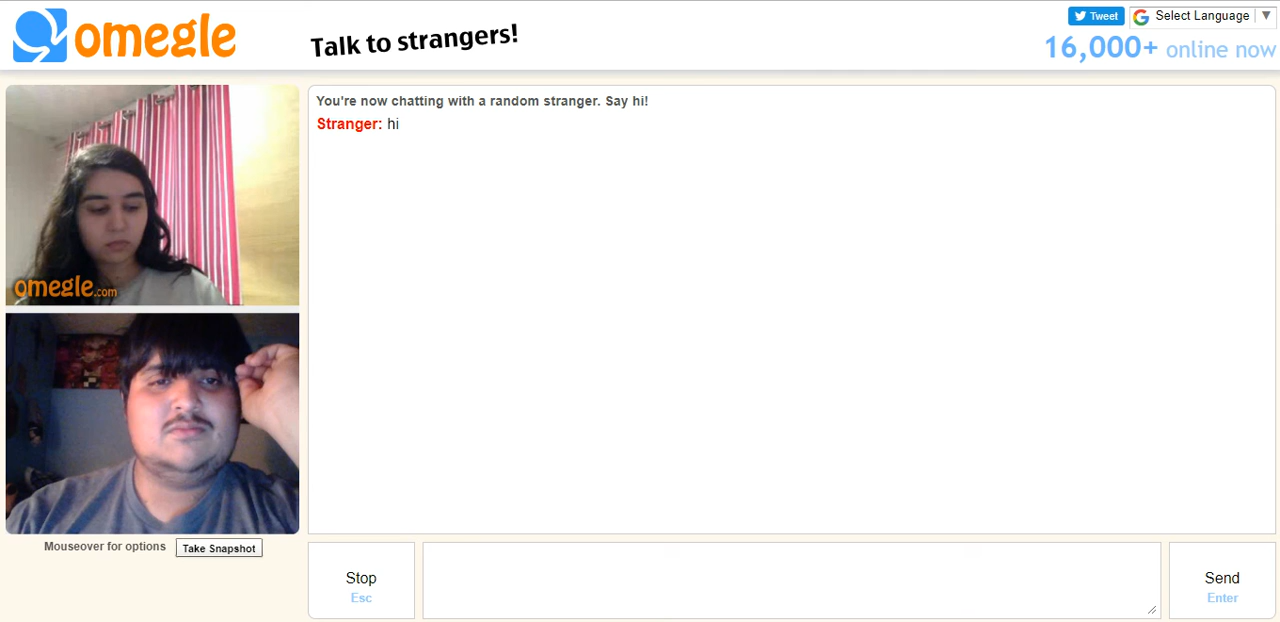 omegle
Talk to strangers!
Tweet
Select Language
16,000+ online now
You're now chatting with a random stranger. Say hi!
Stranger: hi
omegle.com
Mouseover for options
Take Snapshot
Stop
Esc
Send
Enter